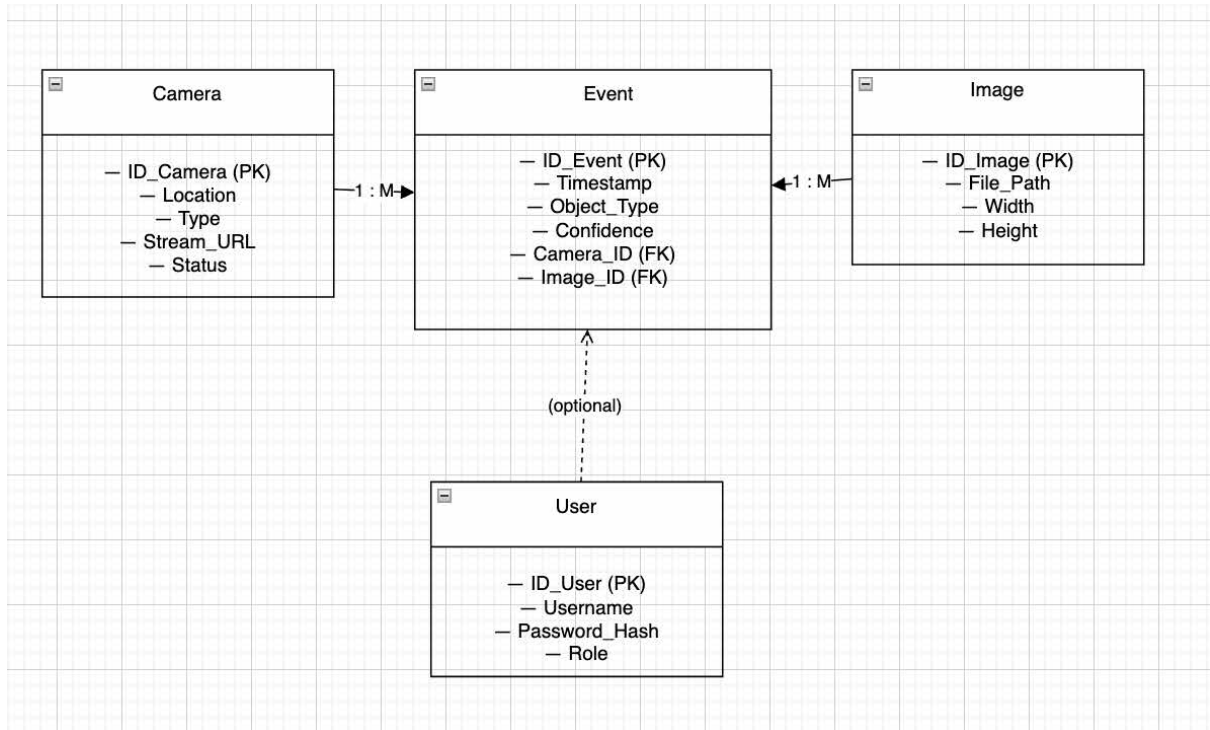 Camera
— ID_Camera (PK)
— Location
— Type
— Stream_URL
— Status
1 : M
Event
— ID_Event (PK)
— Timestamp
— Object_Type
— Confidence
— Camera_ID (FK)
— Image_ID (FK)
1 : M
Image
— ID_Image (PK)
— File_Path
— Width
— Height
(optional)
User
— ID_User (PK)
— Username
— Password_Hash
— Role